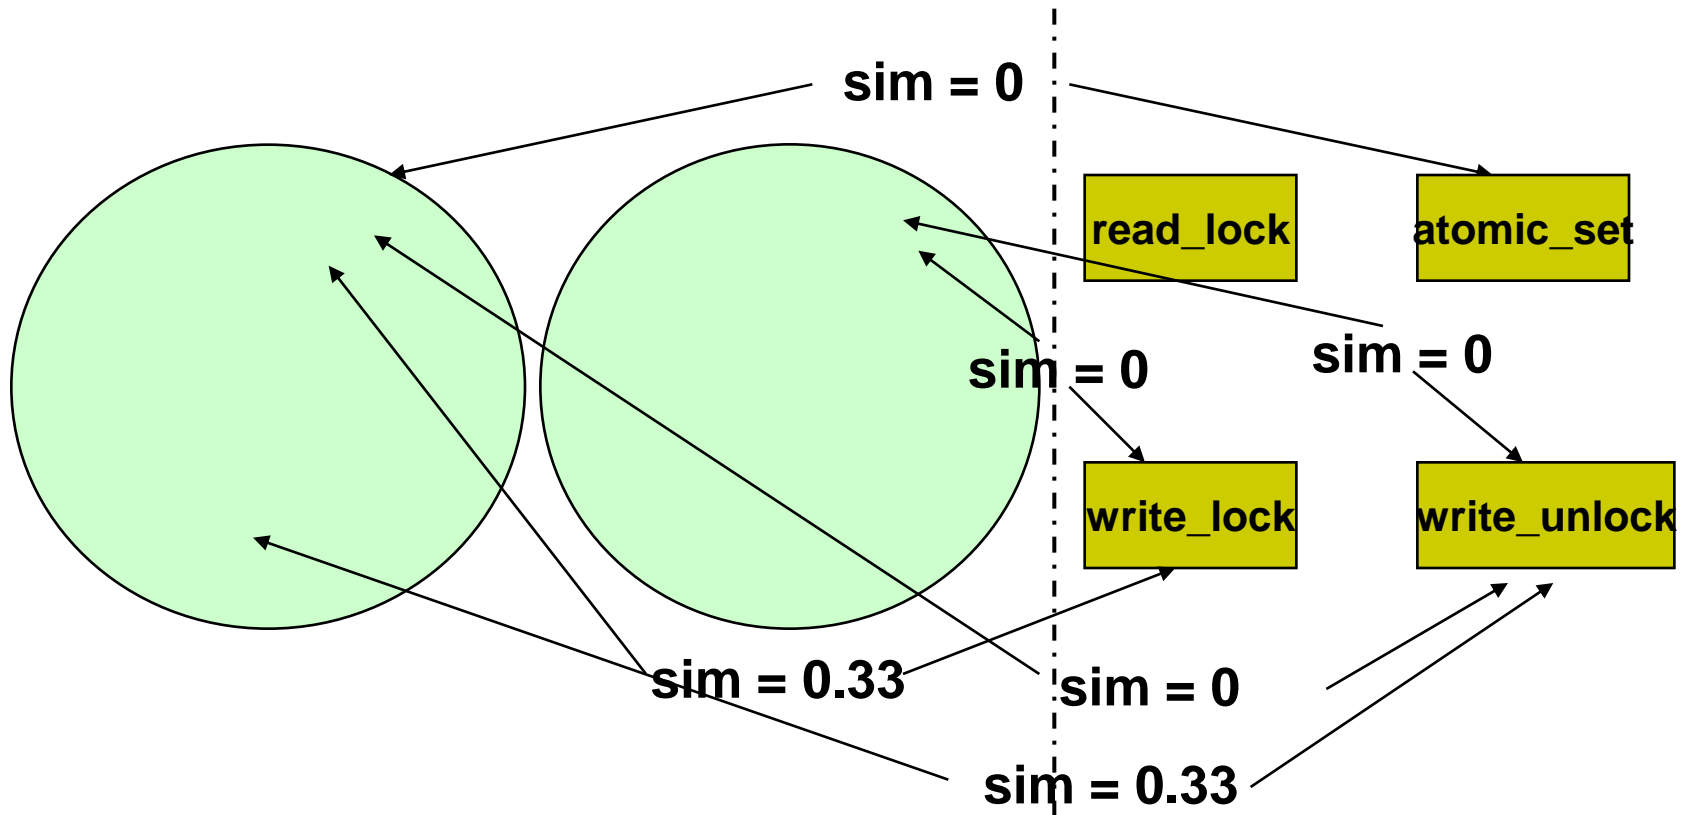 sim = 0
read_lock
atomic_set
sim = 0
sim = 0
write_lock
write_unlock
sim = 0.33
sim = 0
sim = 0.33